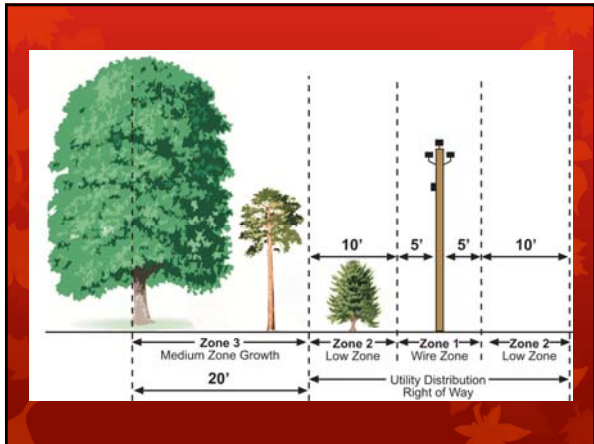 10' 5' 5' 10'
Zone 3 Zone 2 Zone 1 Zone 2
Medium Zone Growth Low Zone Wire Zone Low Zone
20' Utility Distribution
Right of Way